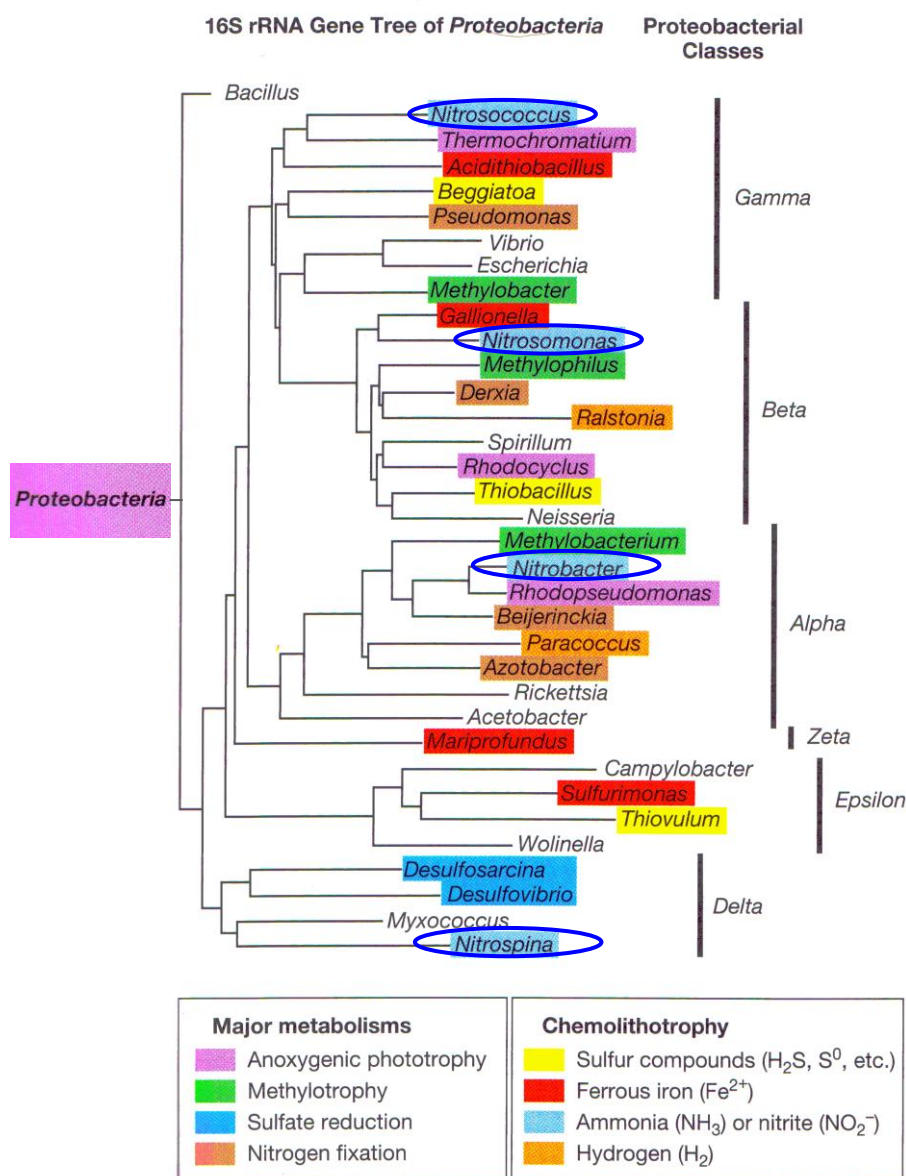 16S rRNA Gene Tree of Proteobacteria
Proteobacterial
Classes
Bacillus
Nitrosococcus
Thermochromatium
Acidithiobacillus
Beggiatoa
Pseudomonas
Vibrio
Escherichia
Methylobacter
Gamma
Gallionella
Nitrosomonas
Methylophilus
Derxia
Ralstonia
Spirillum
Rhodocyclus
Thiobacillus
Neisseria
Beta
Proteobacteria
Methylobacterium
Nitrobacter
Rhodopseudomonas
Beijerinckia
Paracoccus
Azotobacter
Rickettsia
Acetobacter
Alpha
Mariprofundus
Zeta
Campylobacter
Sulfurimonas
Thiovulum
Wolinella
Epsilon
Desulfosarcina
Desulfovibrio
Myxococcus
Nitrospina
Delta
Major metabolisms
Anoxygenic phototrophy
Methylotrophy
Sulfate reduction
Nitrogen fixation
Chemolithotrophy
Sulfur compounds (H₂S, S⁰, etc.)
Ferrous iron (Fe²⁺)
Ammonia (NH₃) or nitrite (NO₂⁻)
Hydrogen (H₂)